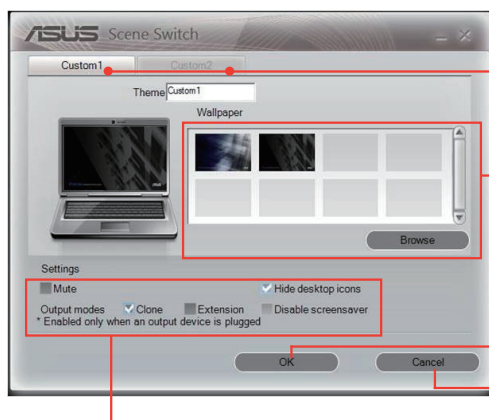 ASUS Scene Switch
Custom1
Custom2
Theme Custom1
Wallpaper
Browse
Settings
Mute
Hide desktop icons
Output modes Clone Extension Disable screensaver
* Enabled only when an output device is plugged
OK Cancel